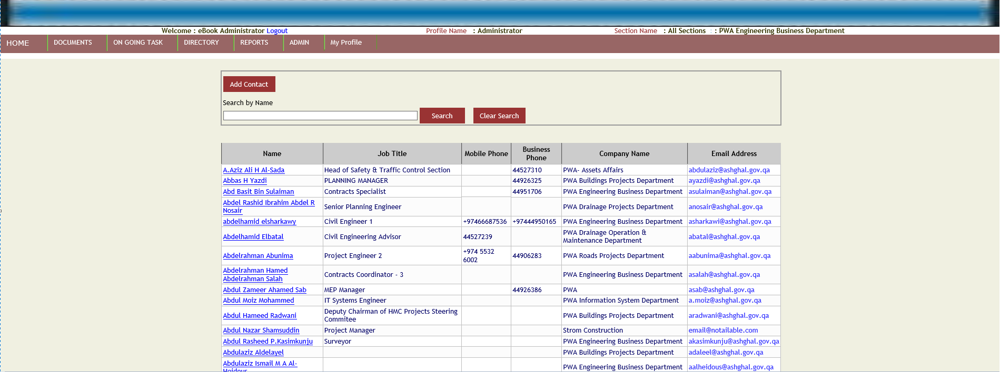 Welcome : eBook Administrator Logout Profile Name : Administrator Section Name : All Sections : : PWA Engineering Business Department
HOME DOCUMENTS ON GOING TASK DIRECTORY REPORTS ADMIN My Profile
Add Contact
Search by Name
Search Clear Search
Name Job Title Mobile Phone Business Phone Company Name Email Address
A.Aziz Ali H Al-Sada Head of Safety & Traffic Control Section 44527310 PWA- Assets Affairs abdulaziz@ashghal.gov.qa
Abbas H Yazdi PLANNING MANAGER 44926325 PWA Buildings Projects Department ayazdi@ashghal.gov.qa
Abd Basit Bin Sulaiman Contracts Specialist 44951706 PWA Engineering Business Department asulaiman@ashghal.gov.qa
Abdel Rashid Ibrahim Abdel R Nosair Senior Planning Engineer PWA Drainage Projects Department anosair@ashghal.gov.qa
abdelhamid elsharkawy Civil Engineer 1 +97466687536 +97444950165 PWA Engineering Business Department asharkawi@ashghal.gov.qa
Abdelhamid Elbatal Civil Engineering Advisor 44527239 PWA Drainage Operation & Maintenance Department abatal@ashghal.gov.qa
Abdelrahman Abunima Project Engineer 2 +974 5532 6002 44906283 PWA Roads Projects Department aabunima@ashghal.gov.qa
Abdelrahman Hamed Abdelrahman Salah Contracts Coordinator - 3 PWA Engineering Business Department asalah@ashghal.gov.qa
Abdul Zameer Ahamed Sab MEP Manager 44926386 PWA asab@ashghal.gov.qa
Abdul Moiz Mohammed IT Systems Engineer PWA Information System Department a.moiz@ashghal.gov.qa
Abdul Hameed Radwani Deputy Chairman of HMC Projects Steering Commitee PWA Buildings Projects Department aradwani@ashghal.gov.qa
Abdul Nazar Shamsuddin Project Manager Strom Construction email@notailable.com
Abdul Rasheed P.Kasimkunju Surveyor PWA Engineering Business Department akasimkunju@ashghal.gov.qa
Abdulaziz Aldelayel PWA Buildings Projects Department adaleel@ashghal.gov.qa
Abdulaziz Ismail M A Al-Heidous PWA Engineering Business Department aalheidous@ashghal.gov.qa